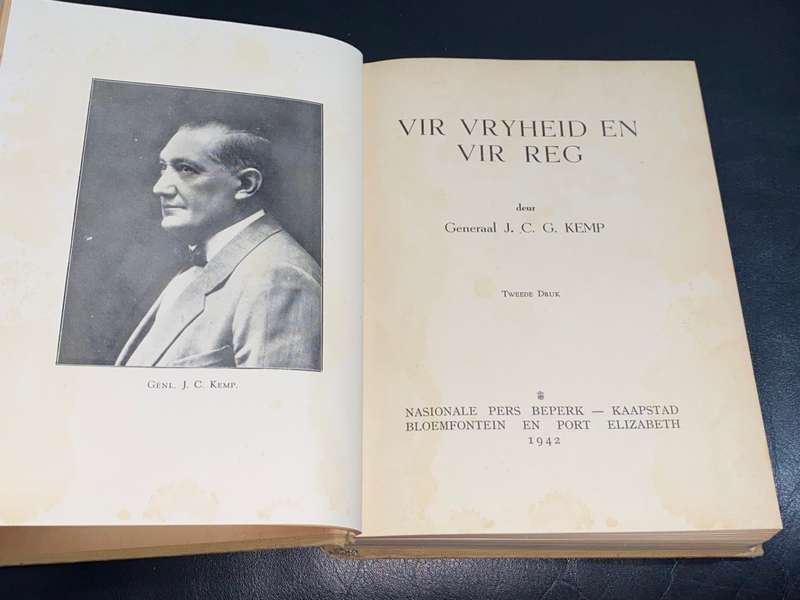 GENL. J. C. KEMP.
VIR VRYHEID EN
VIR REG
deur
Generaal J. C. G. KEMP
TWEEDE DRUK
NASIONALE PERS BEPERK — KAAPSTAD
BLOEMFONTEIN EN PORT ELIZABETH
1942